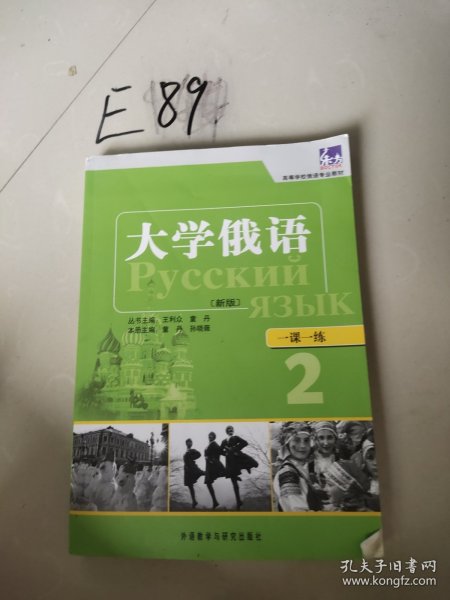 E 89
东方
高等学校俄语专业教材
大学俄语
Русский
〔新版〕
язык
丛书主编 王利众 童丹
本册主编 童丹 孙晓薇
一课一练
2
外语教学与研究出版社
孔夫子旧书网
www.kongfz.com